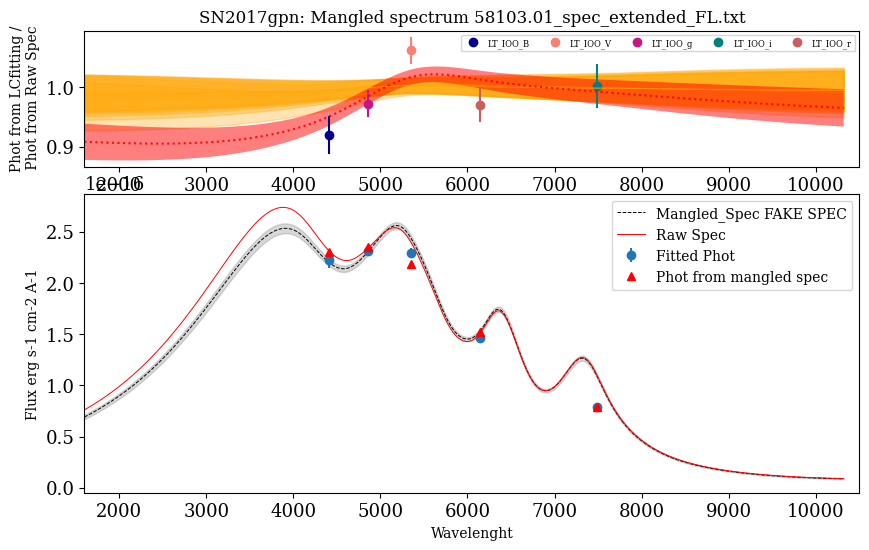 SN2017gpn: Mangled spectrum 58103.01_spec_extended_FL.txt
Phot from LCfitting /
Phot from Raw Spec
LT_IOO_B LT_IOO_V LT_IOO_g LT_IOO_i LT_IOO_r
1.0
0.9
2000 3000 4000 5000 6000 7000 8000 9000 10000
1e−16
Mangled_Spec FAKE SPEC
Raw Spec
Fitted Phot
Phot from mangled spec
Flux erg s-1 cm-2 A-1
2.5
2.0
1.5
1.0
0.5
0.0
2000 3000 4000 5000 6000 7000 8000 9000 10000
Wavelenght